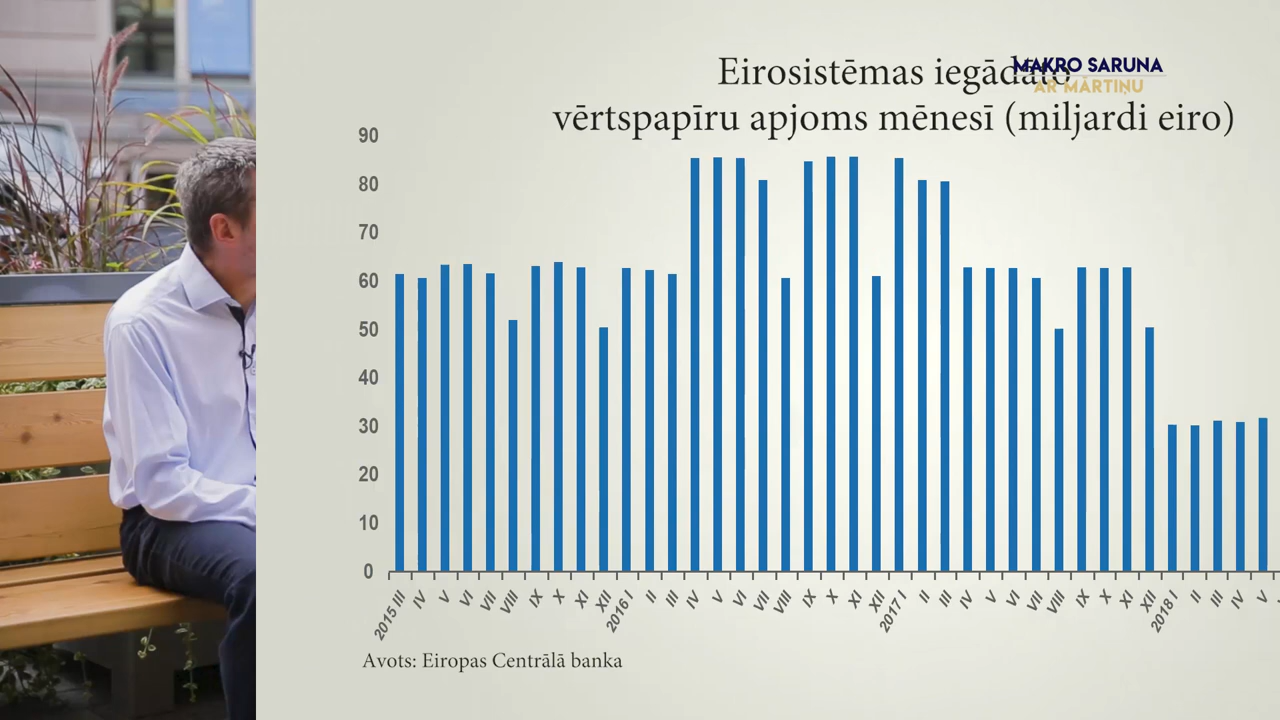 Eirosistēmas iegādāto
MAKRO SARUNA
AR MĀRTIŅU
vērtspapīru apjoms mēnesī (miljardi eiro)
90
80
70
60
50
40
30
20
10
0
2015 III IV V VI VII VIII IX X XI XII 2016 I II III IV V VI VII VIII IX X XI XII 2017 I II III IV V VI VII VIII IX X XI XII 2018 I II III IV V
Avots: Eiropas Centrālā banka